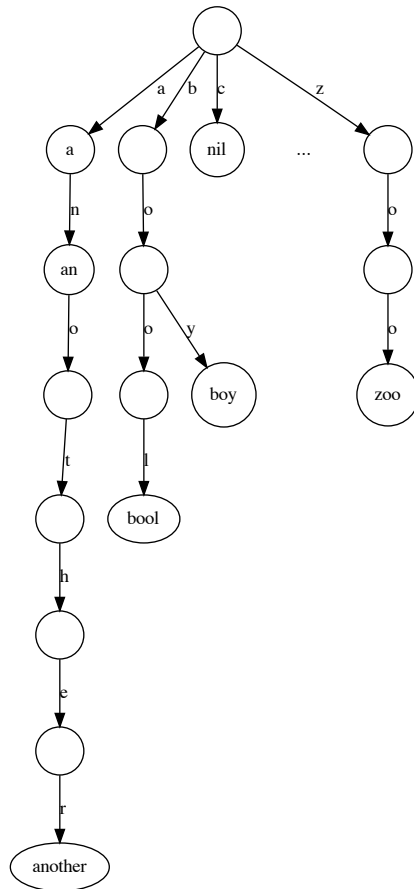 a b c z
a nil ...
n o o
an
o o y o
boy zoo
t l
bool
h
e
r
another